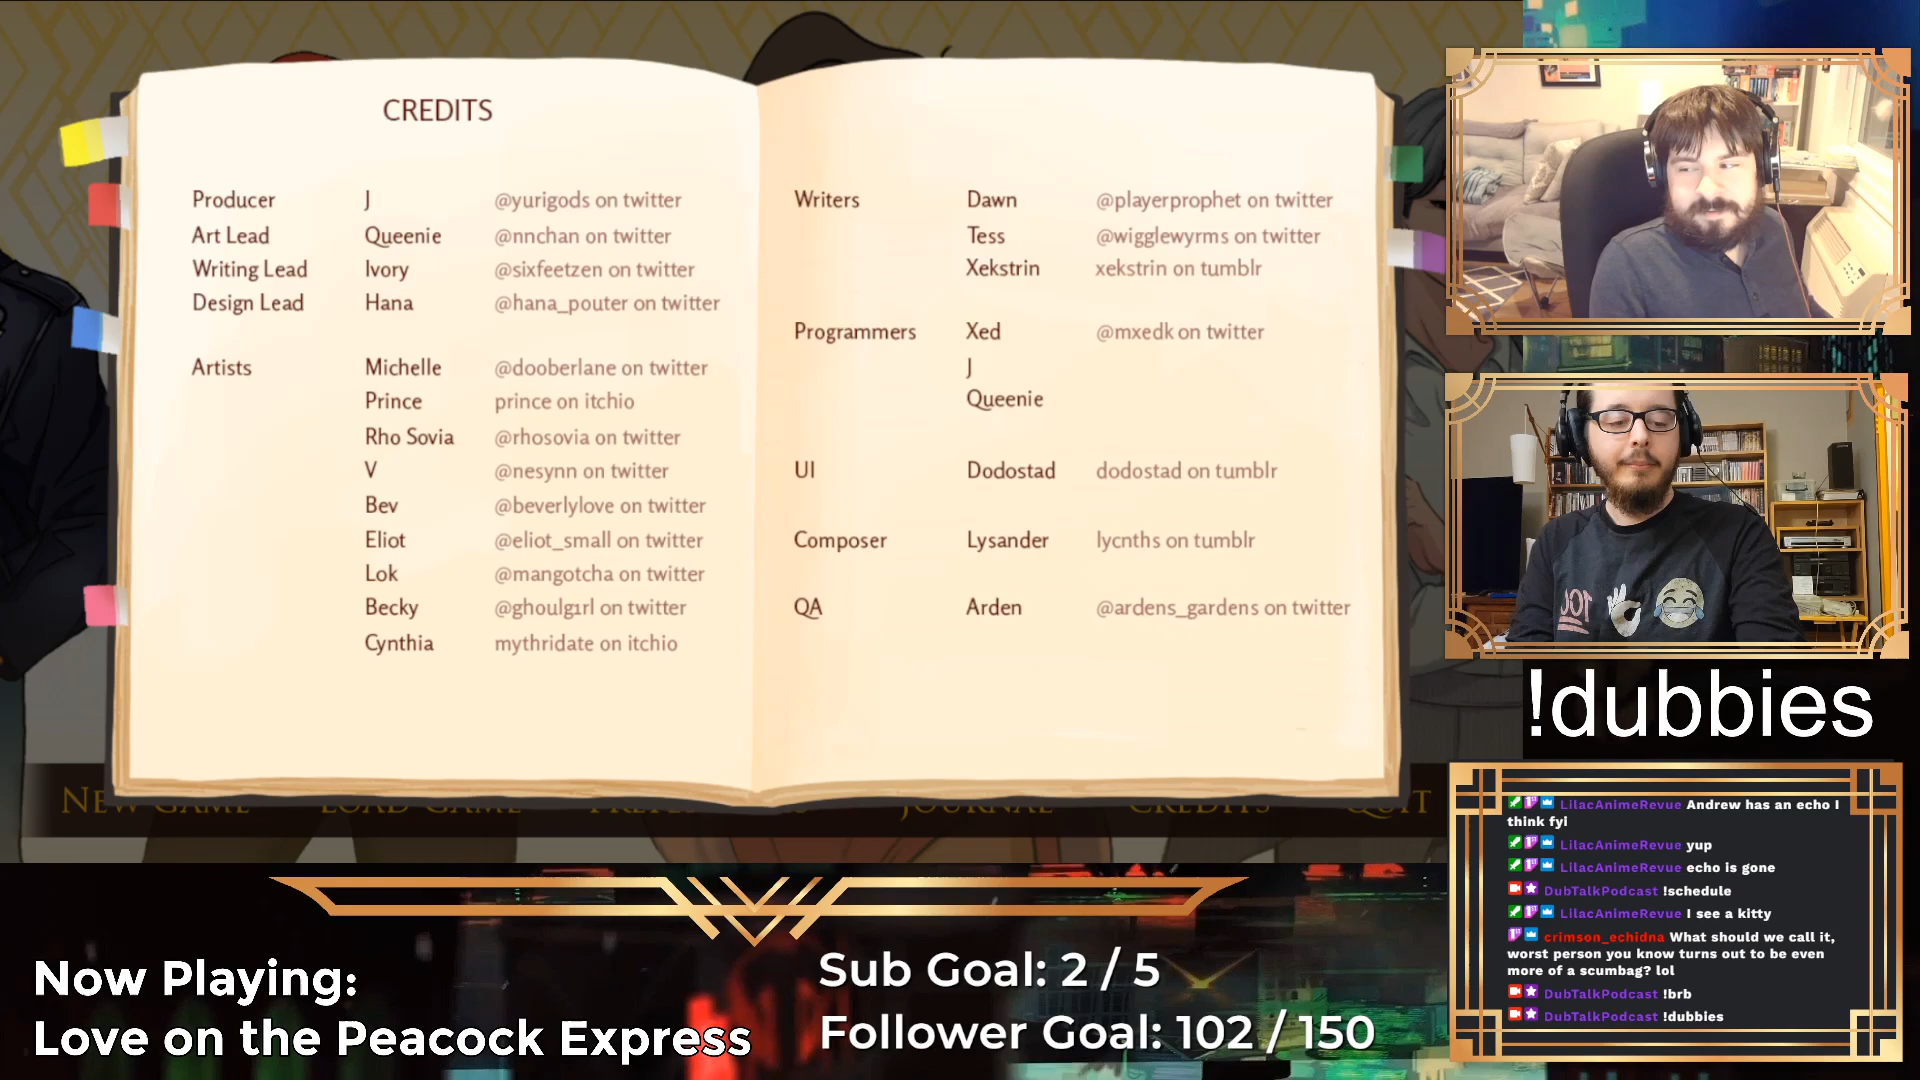 CREDITS
Producer J @yurigods on twitter
Art Lead Queenie @nnchan on twitter
Writing Lead Ivory @sixfeetzen on twitter
Design Lead Hana @hana_pouter on twitter
Artists Michelle @dooberlane on twitter
Prince prince on itchio
Rho Sovia @rhosovia on twitter
V @nesynn on twitter
Bev @beverlylove on twitter
Eliot @eliot_small on twitter
Lok @mangotcha on twitter
Becky @ghoulg1rl on twitter
Cynthia mythridate on itchio
Writers Dawn @playerprophet on twitter
Tess @wigglewyrms on twitter
Xekstrin xekstrin on tumblr
Programmers Xed @mxedk on twitter
J
Queenie
UI Dodostad dodostad on tumblr
Composer Lysander lycnths on tumblr
QA Arden @ardens_gardens on twitter
NEW GAME LOAD GAME JOURNAL CREDITS QUIT
!dubbies
LilacAnimeRevue Andrew has an echo I
think fyi
LilacAnimeRevue yup
LilacAnimeRevue echo is gone
DubTalkPodcast !schedule
LilacAnimeRevue I see a kitty
crimson_echidna What should we call it,
worst person you know turns out to be even
more of a scumbag? lol
DubTalkPodcast !brb
DubTalkPodcast !dubbies
Now Playing:
Love on the Peacock Express
Sub Goal: 2 / 5
Follower Goal: 102 / 150